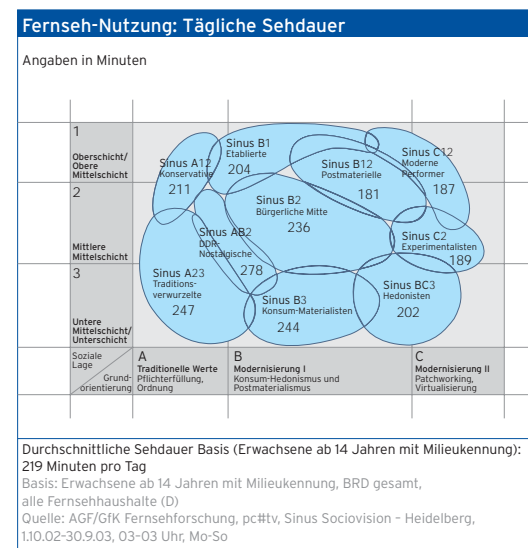 Fernseh-Nutzung: Tägliche Sehdauer
Angaben in Minuten
1
Oberschicht/
Obere
Mittelschicht
2
Mittlere
Mittelschicht
3
Untere
Mittelschicht/
Unterschicht
Sinus A12
Konservative
211
Sinus B1
Etablierte
204
Sinus B12
Postmaterielle
181
Sinus C12
Moderne
Performer
187
Sinus B2
Bürgerliche Mitte
236
Sinus AB2
DDR-
Nostalgische
278
Sinus C2
Experimentalisten
189
Sinus A23
Traditions-
verwurzelte
247
Sinus B3
Konsum-Materialisten
244
Sinus BC3
Hedonisten
202
Soziale
Lage
Grund-
orientierung
A
Traditionelle Werte
Pflichterfüllung,
Ordnung
B
Modernisierung I
Konsum-Hedonismus und
Postmaterialismus
C
Modernisierung II
Patchworking,
Virtualisierung
Durchschnittliche Sehdauer Basis (Erwachsene ab 14 Jahren mit Milieukennung):
219 Minuten pro Tag
Basis: Erwachsene ab 14 Jahren mit Milieukennung, BRD gesamt,
alle Fernsehhaushalte (D)
Quelle: AGF/GfK Fernsehforschung, pc#tv, Sinus Sociovision – Heidelberg,
1.10.02-30.9.03, 03-03 Uhr, Mo-So